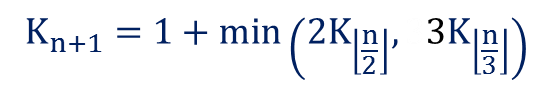 K_{n+1} = 1 + min(2K_{⌊n/2⌋}, 3K_{⌊n/3⌋})